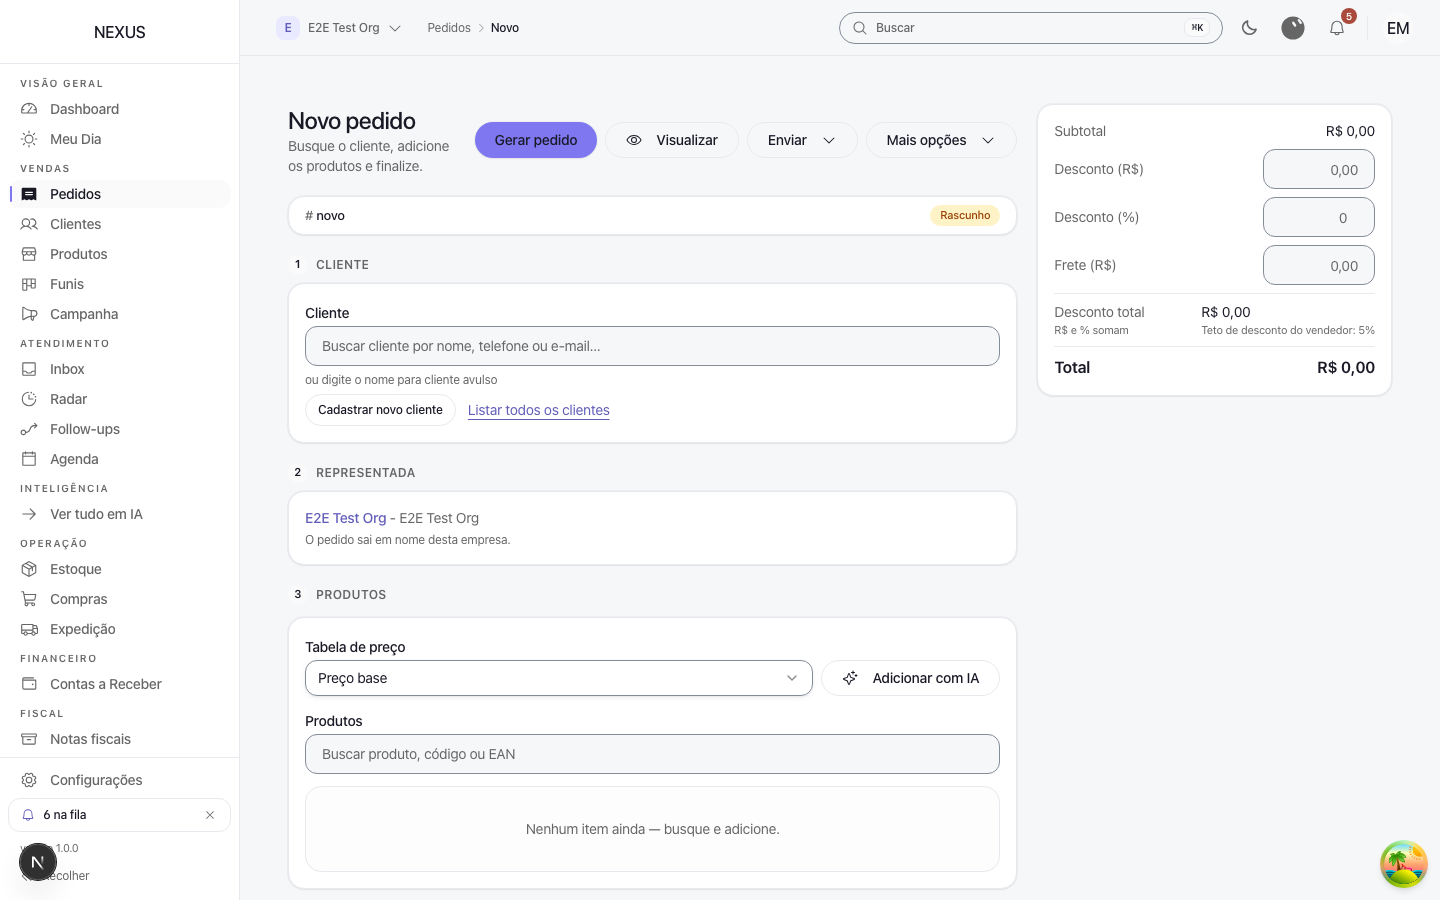 NEXUS
VISÃO GERAL
Dashboard
Meu Dia
VENDAS
Pedidos
Clientes
Produtos
Funis
Campanha
ATENDIMENTO
Inbox
Radar
Follow-ups
Agenda
INTELIGÊNCIA
Ver tudo em IA
OPERAÇÃO
Estoque
Compras
Expedição
FINANCEIRO
Contas a Receber
FISCAL
Notas fiscais
Configurações
6 na fila
1.0.0
N
E E2E Test Org
Pedidos > Novo
Buscar ⌘K
5
EM
Novo pedido
Busque o cliente, adicione
os produtos e finalize.
Gerar pedido
Visualizar
Enviar
Mais opções
# novo
Rascunho
1 CLIENTE
Cliente
Buscar cliente por nome, telefone ou e-mail...
ou digite o nome para cliente avulso
Cadastrar novo cliente
Listar todos os clientes
2 REPRESENTADA
E2E Test Org - E2E Test Org
O pedido sai em nome desta empresa.
3 PRODUTOS
Tabela de preço
Preço base
Adicionar com IA
Produtos
Buscar produto, código ou EAN
Nenhum item ainda — busque e adicione.
Subtotal R$ 0,00
Desconto (R$) 0,00
Desconto (%) 0
Frete (R$) 0,00
Desconto total R$ 0,00
R$ e % somam Teto de desconto do vendedor: 5%
Total R$ 0,00